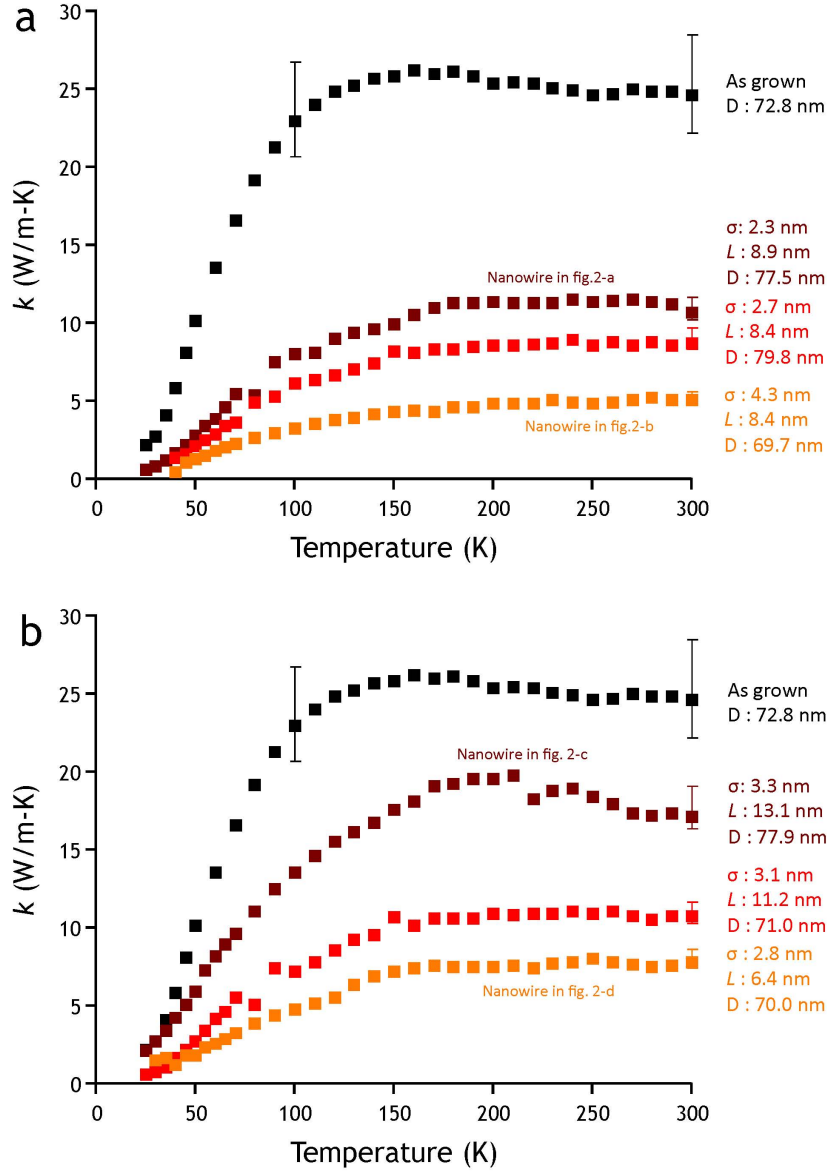 a
30
25
20
15
10
5
0
k (W/m-K)
0 50 100 150 200 250 300
Temperature (K)
Nanowire in fig.2-a
Nanowire in fig.2-b
As grown
D : 72.8 nm
σ: 2.3 nm
L : 8.9 nm
D : 77.5 nm
σ : 2.7 nm
L : 8.4 nm
D : 79.8 nm
σ : 4.3 nm
L : 8.4 nm
D : 69.7 nm
b
30
25
20
15
10
5
0
k (W/m-K)
0 50 100 150 200 250 300
Temperature (K)
Nanowire in fig. 2-c
Nanowire in fig. 2-d
As grown
D : 72.8 nm
σ: 3.3 nm
L : 13.1 nm
D : 77.9 nm
σ : 3.1 nm
L : 11.2 nm
D : 71.0 nm
σ : 2.8 nm
L : 6.4 nm
D : 70.0 nm